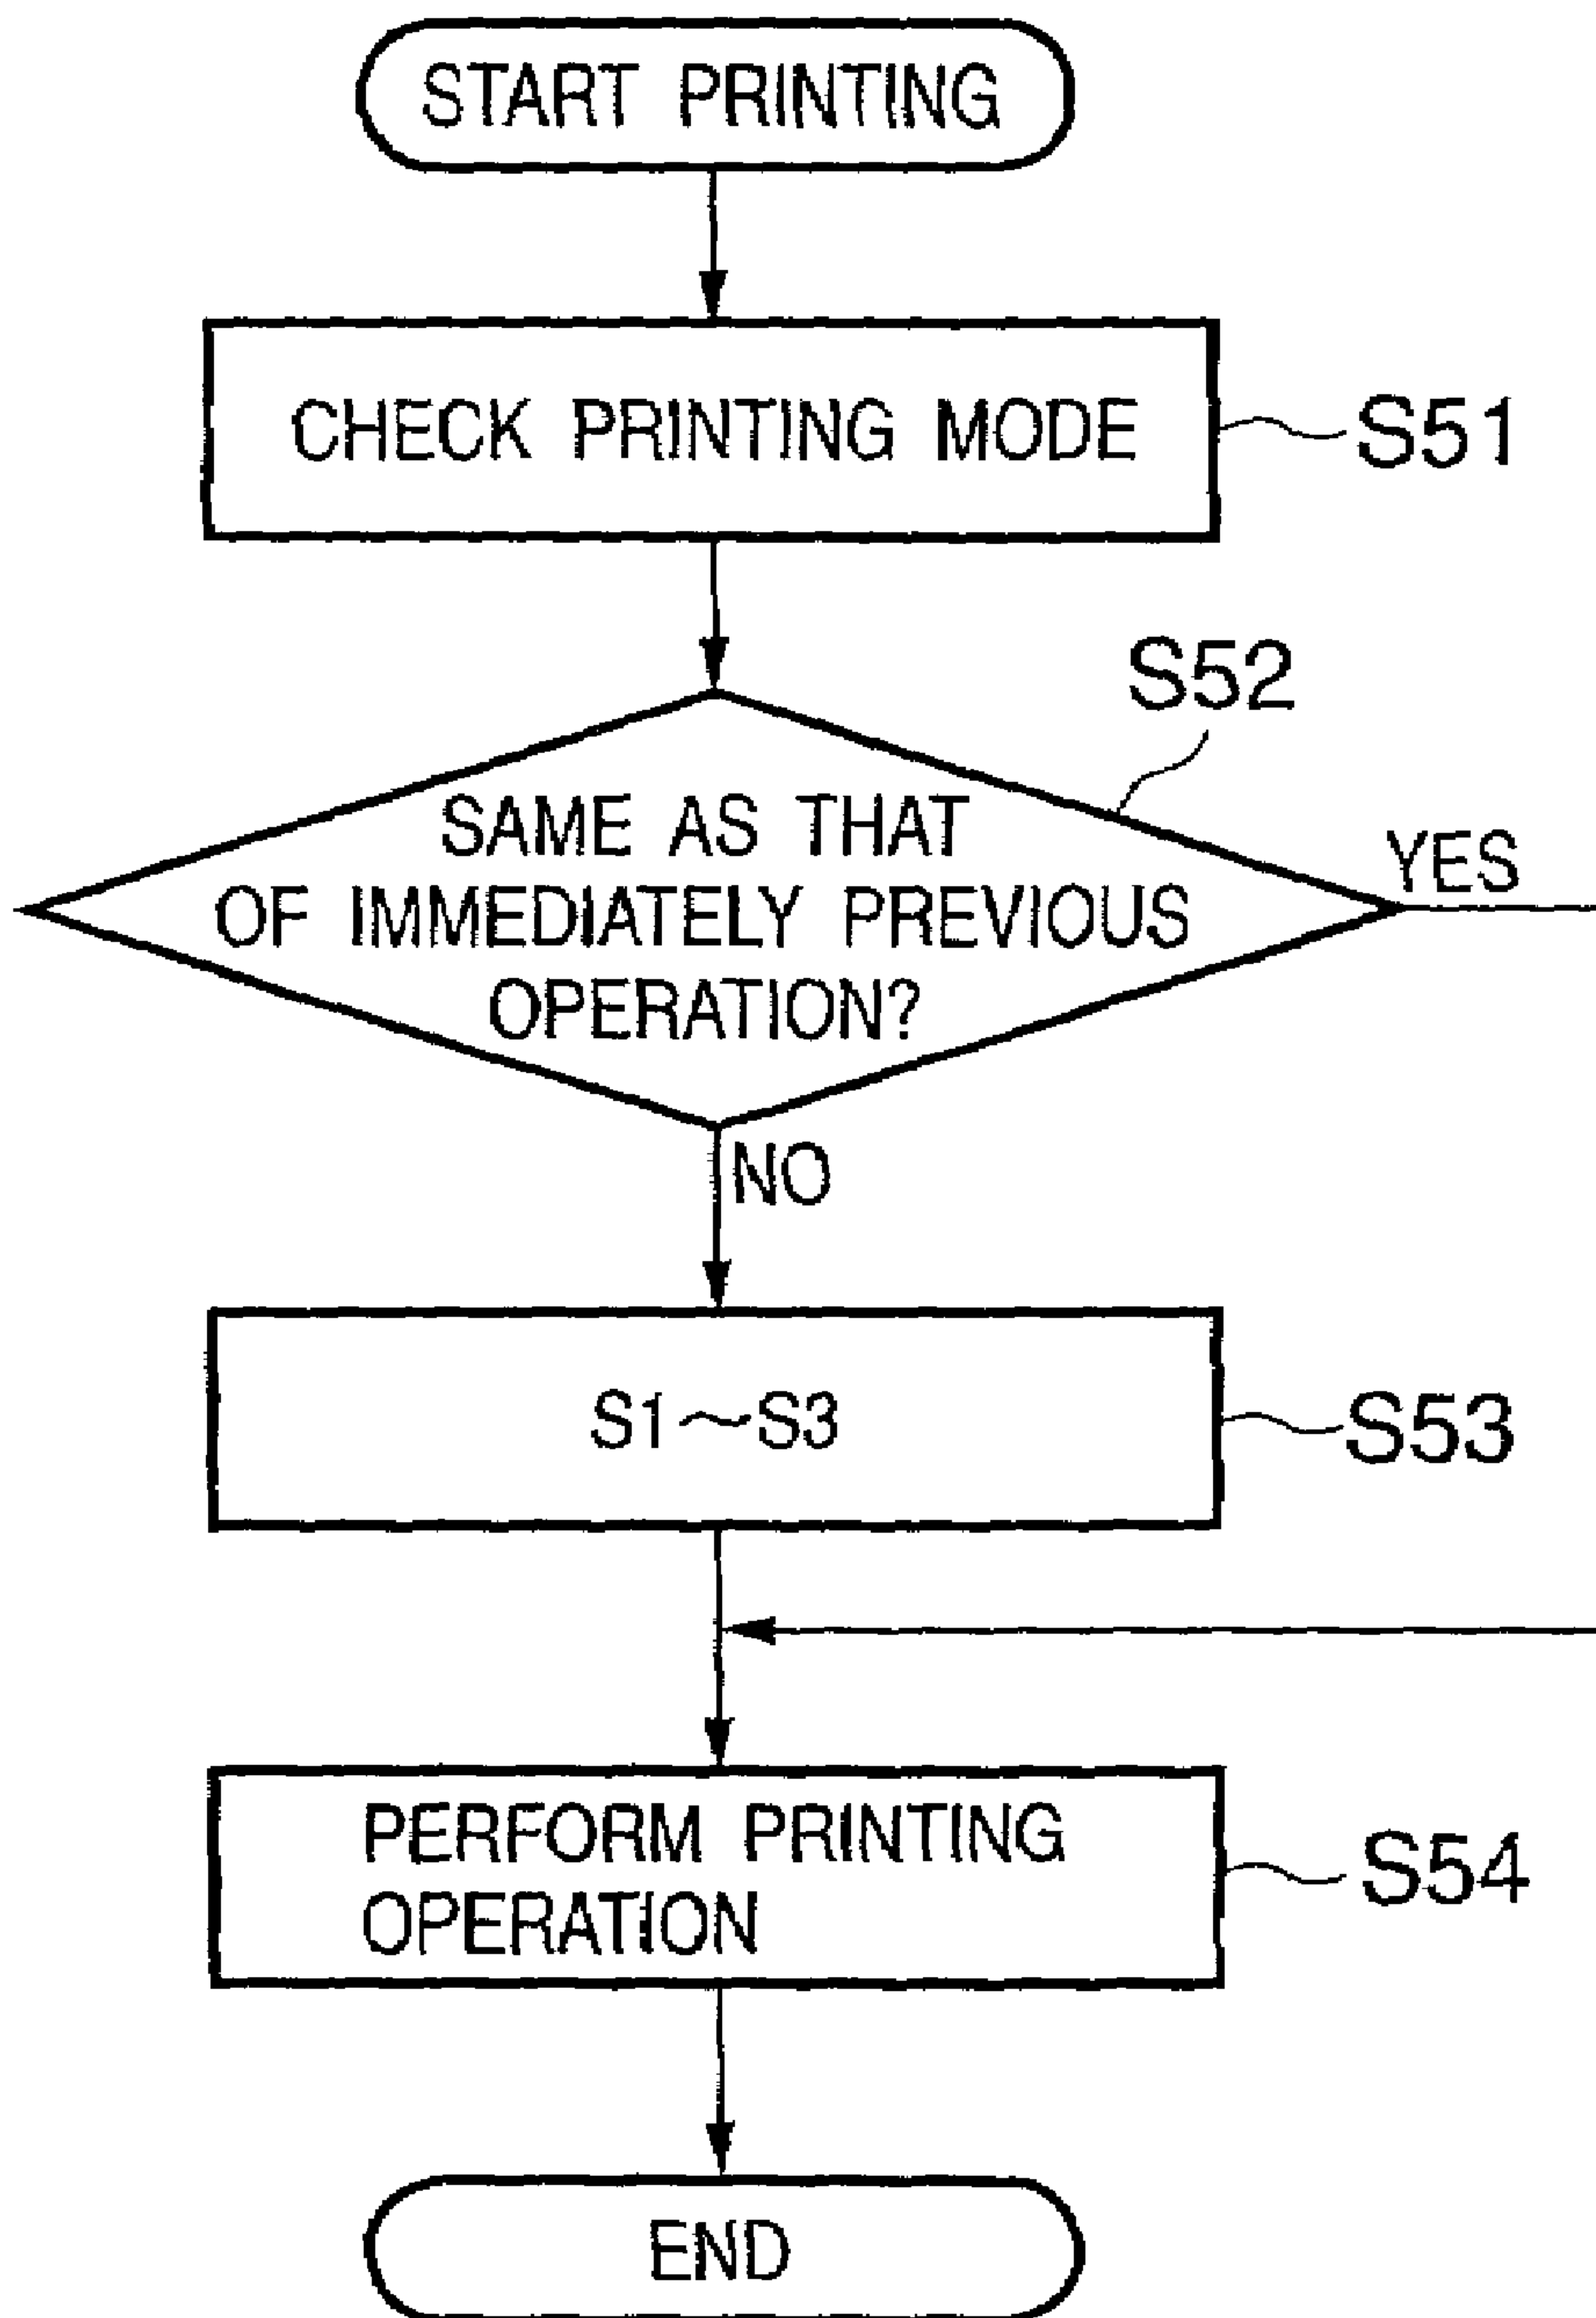 START PRINTING
CHECK PRINTING MODE
S51
S52
SAME AS THAT
OF IMMEDIATELY PREVIOUS
OPERATION?
YES
NO
S1~S3
S53
PERFORM PRINTING
OPERATION
S54
END